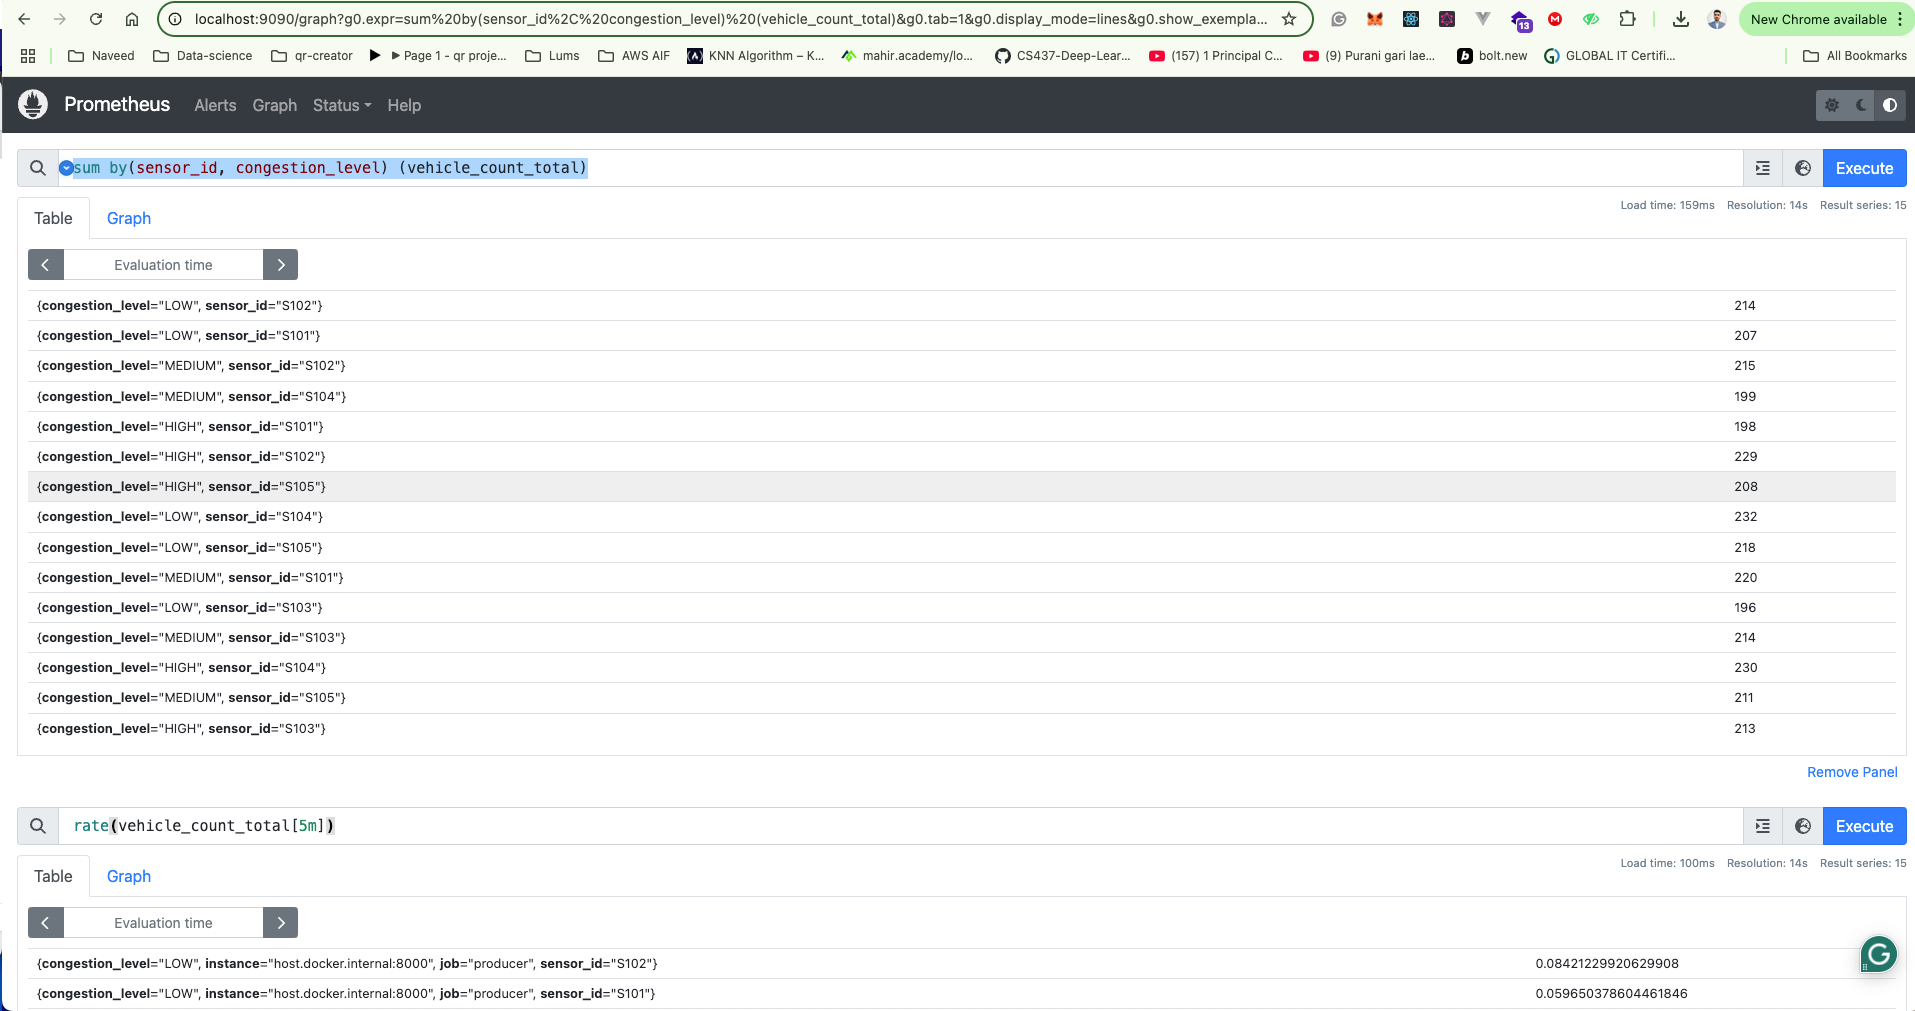 localhost:9090/graph?g0.expr=sum%20by(sensor_id%2C%20congestion_level)%20(vehicle_count_total)&g0.tab=1&g0.display_mode=lines&g0.show_exempla...
13
New Chrome available
Naveed
Data-science
qr-creator
Page 1 - qr proje...
Lums
AWS AIF
KNN Algorithm – K...
mahir.academy/lo...
CS437-Deep-Lear...
(157) 1 Principal C...
(9) Purani gari lae...
bolt.new
GLOBAL IT Certifi...
All Bookmarks
Prometheus Alerts Graph Status Help
sum by(sensor_id, congestion_level) (vehicle_count_total)
Execute
Table Graph
Load time: 159ms Resolution: 14s Result series: 15
Evaluation time
{congestion_level="LOW", sensor_id="S102"} 214
{congestion_level="LOW", sensor_id="S101"} 207
{congestion_level="MEDIUM", sensor_id="S102"} 215
{congestion_level="MEDIUM", sensor_id="S104"} 199
{congestion_level="HIGH", sensor_id="S101"} 198
{congestion_level="HIGH", sensor_id="S102"} 229
{congestion_level="HIGH", sensor_id="S105"} 208
{congestion_level="LOW", sensor_id="S104"} 232
{congestion_level="LOW", sensor_id="S105"} 218
{congestion_level="MEDIUM", sensor_id="S101"} 220
{congestion_level="LOW", sensor_id="S103"} 196
{congestion_level="MEDIUM", sensor_id="S103"} 214
{congestion_level="HIGH", sensor_id="S104"} 230
{congestion_level="MEDIUM", sensor_id="S105"} 211
{congestion_level="HIGH", sensor_id="S103"} 213
Remove Panel
rate(vehicle_count_total[5m])
Execute
Table Graph
Load time: 100ms Resolution: 14s Result series: 15
Evaluation time
{congestion_level="LOW", instance="host.docker.internal:8000", job="producer", sensor_id="S102"} 0.08421229920629908
{congestion_level="LOW", instance="host.docker.internal:8000", job="producer", sensor_id="S101"} 0.059650378604461846